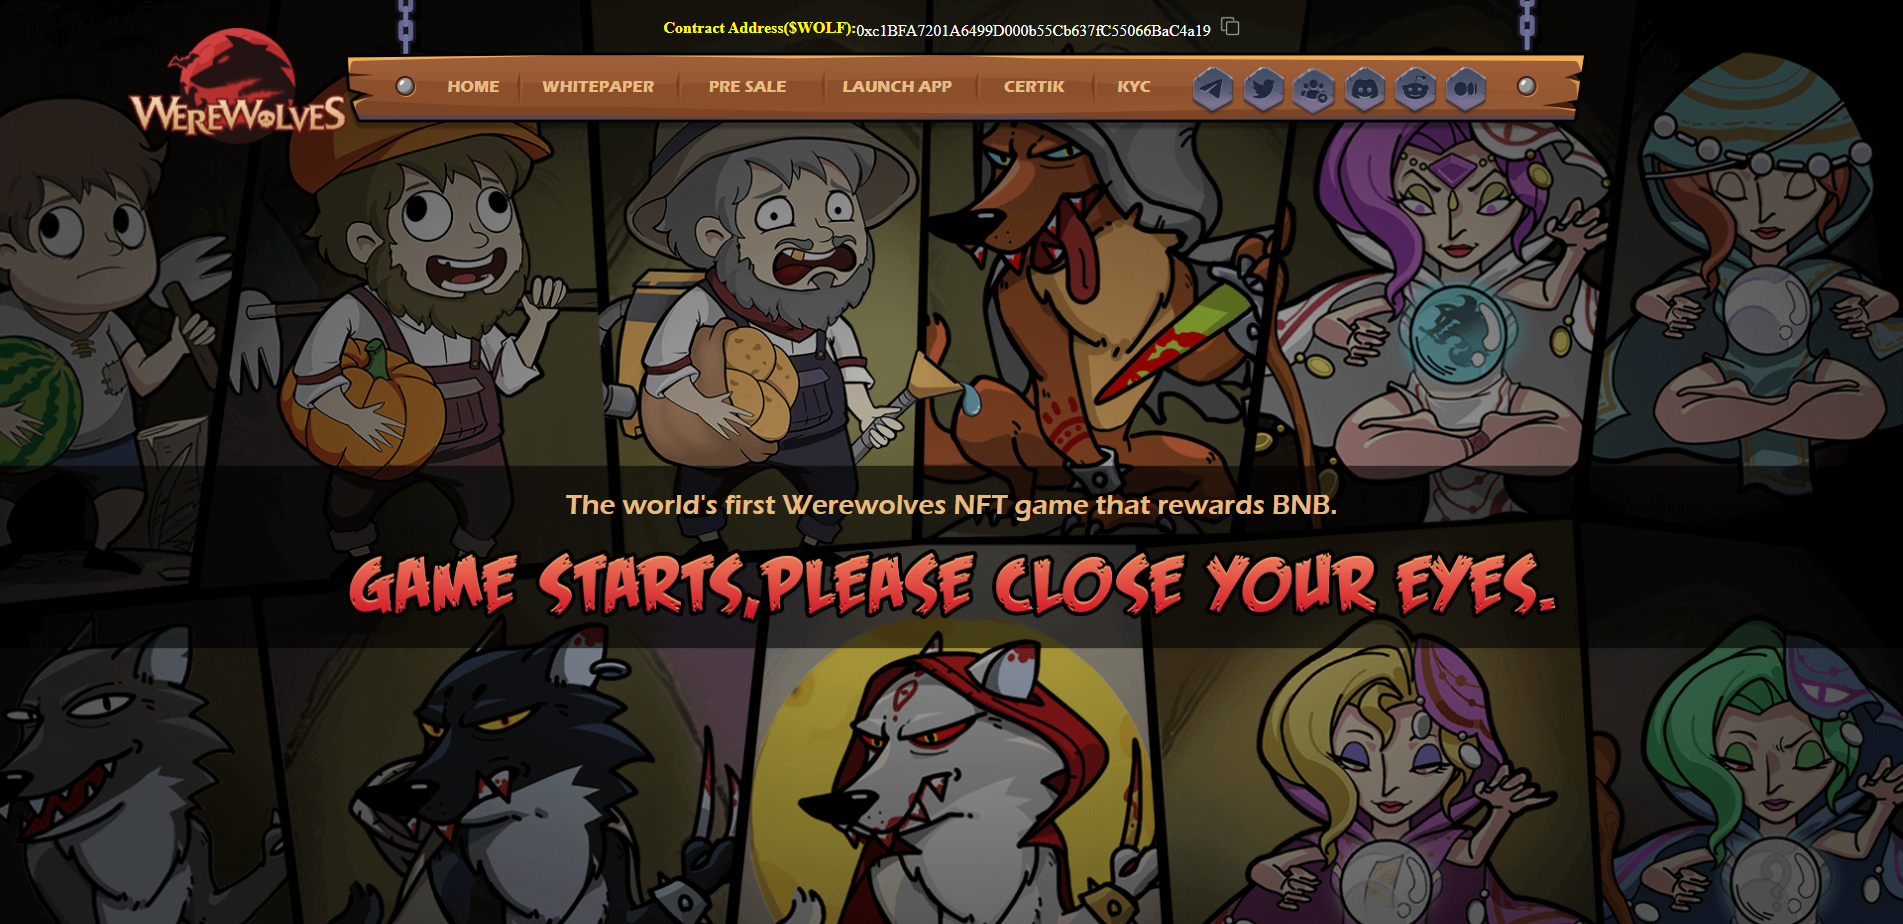 Contract Address($WOLF):0xc1BFA7201A6499D000b55Cb637fC55066BaC4a19
WEREWOLVES
HOME WHITEPAPER PRE SALE LAUNCH APP CERTIK KYC
The world's first Werewolves NFT game that rewards BNB.
GAME STARTS,PLEASE CLOSE YOUR EYES.